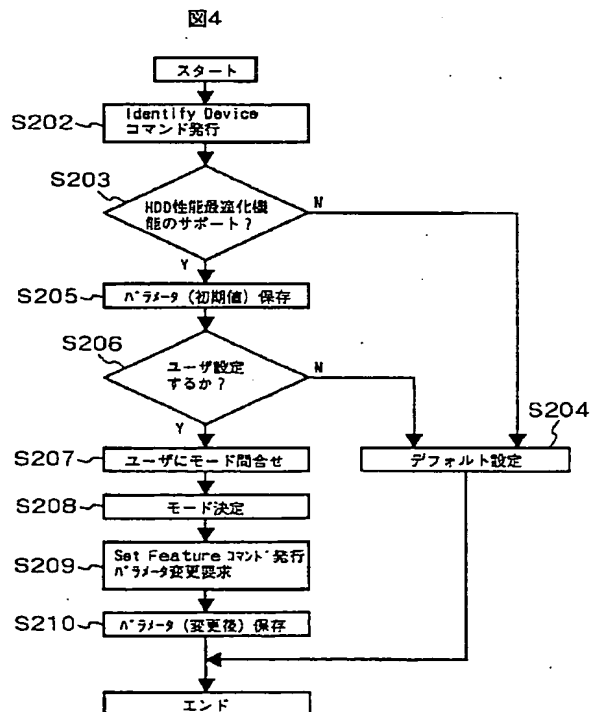 図4
スタート
S202
Identify Device
コマンド発行
S203
HDD性能最適化機
能のサポート?
N
Y
S205
パラメータ(初期値)保存
S206
ユーザ設定
するか?
N
Y
S204
デフォルト設定
S207
ユーザにモード問合せ
S208
モード決定
S209
Set Feature コマンド発行
パラメータ変更要求
S210
パラメータ(変更後)保存
エンド